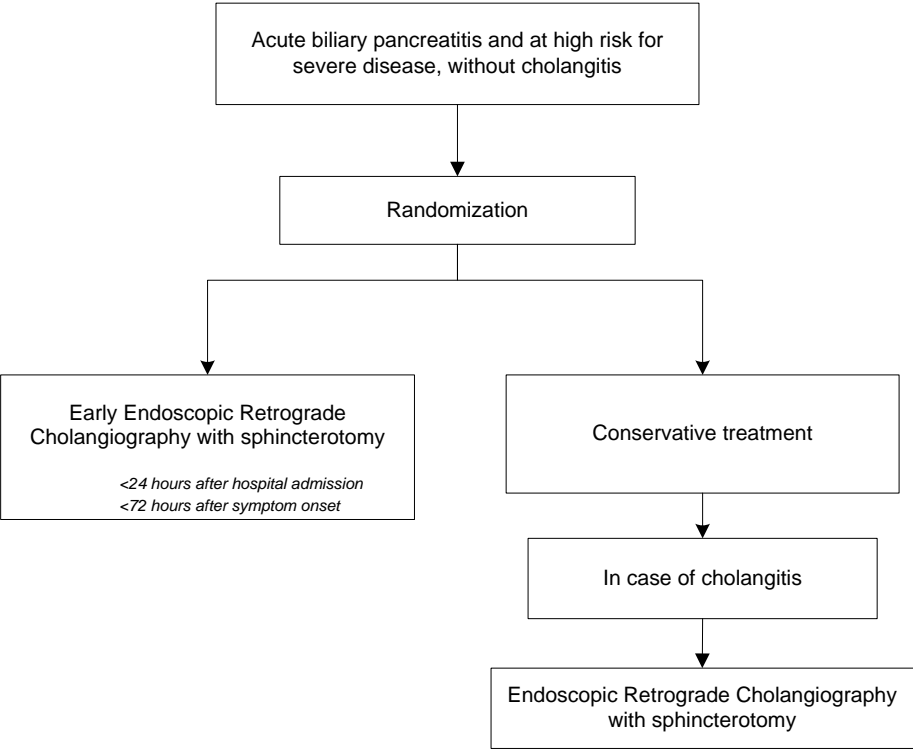 Acute biliary pancreatitis and at high risk for
severe disease, without cholangitis
Randomization
Early Endoscopic Retrograde
Cholangiography with sphincterotomy
<24 hours after hospital admission
<72 hours after symptom onset
Conservative treatment
In case of cholangitis
Endoscopic Retrograde Cholangiography
with sphincterotomy